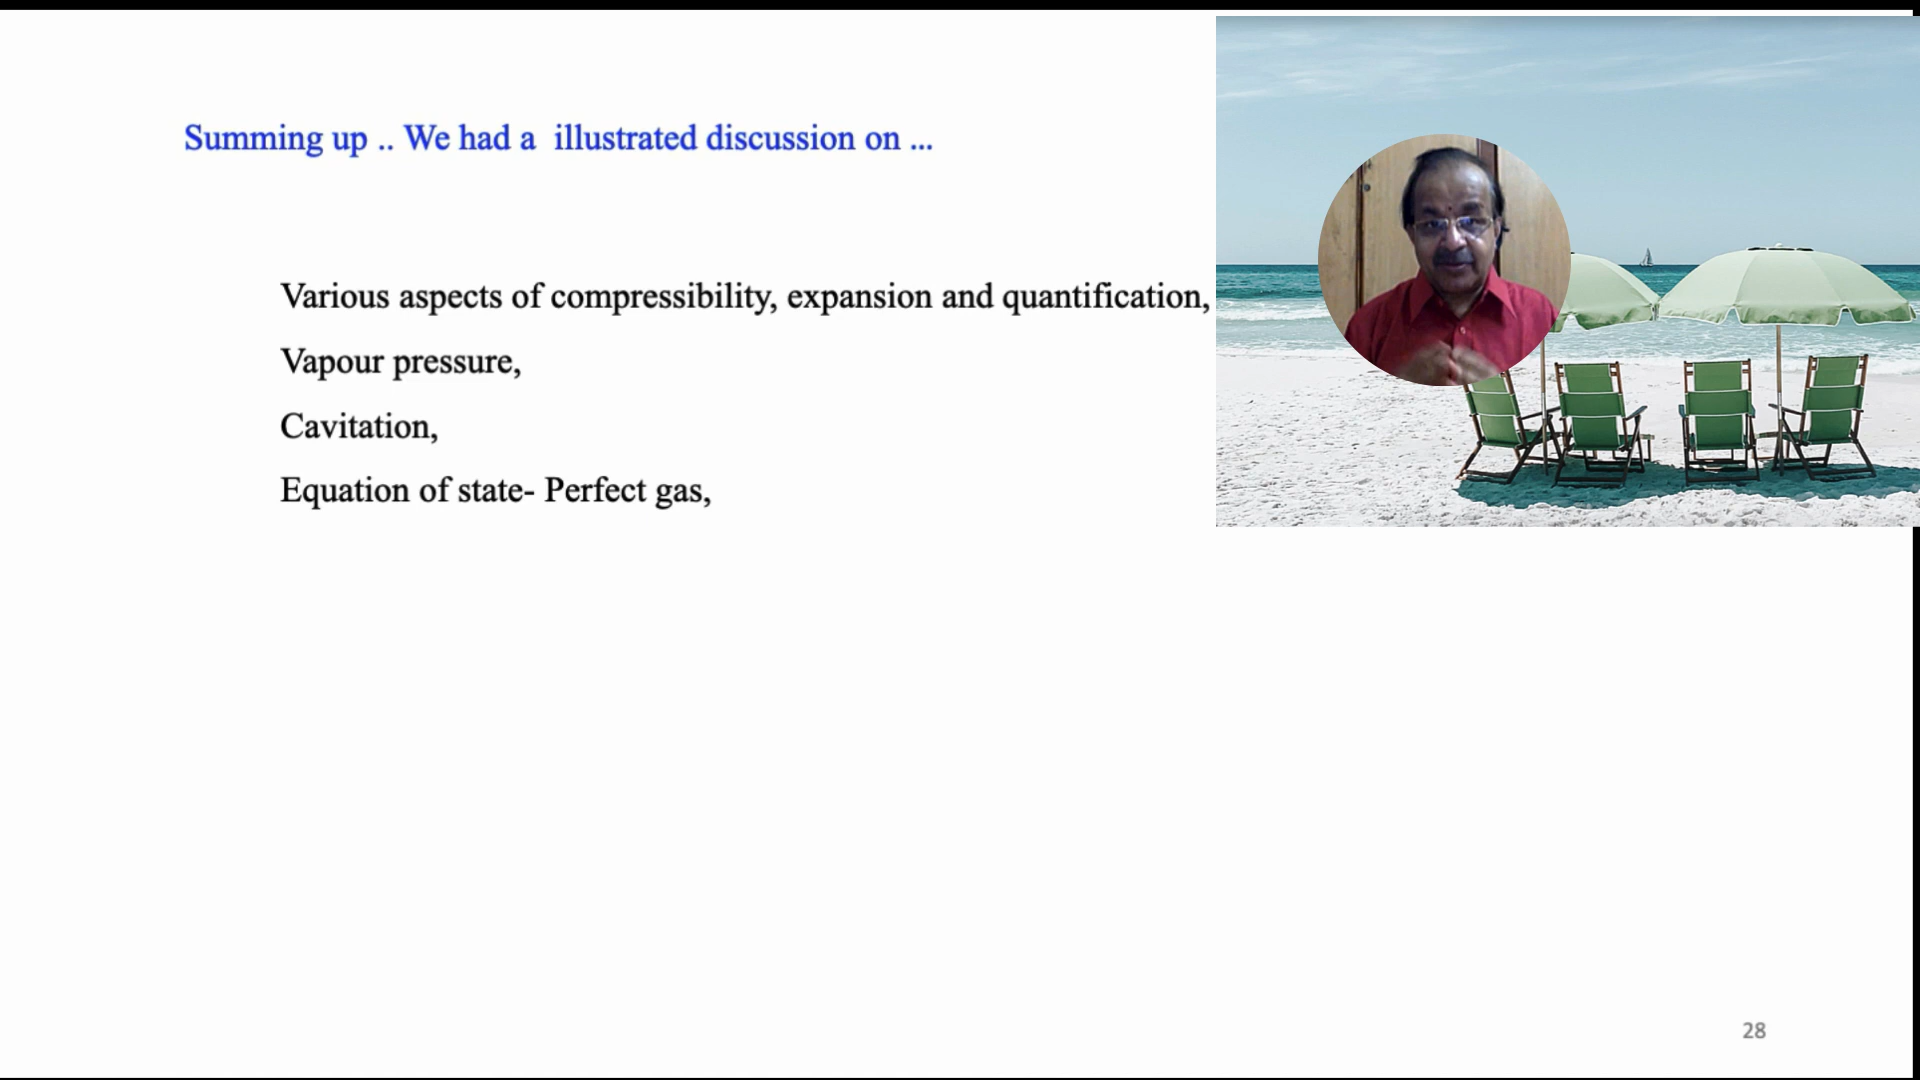 Summing up .. We had a illustrated discussion on ...
Various aspects of compressibility, expansion and quantification,
Vapour pressure,
Cavitation,
Equation of state- Perfect gas,
28